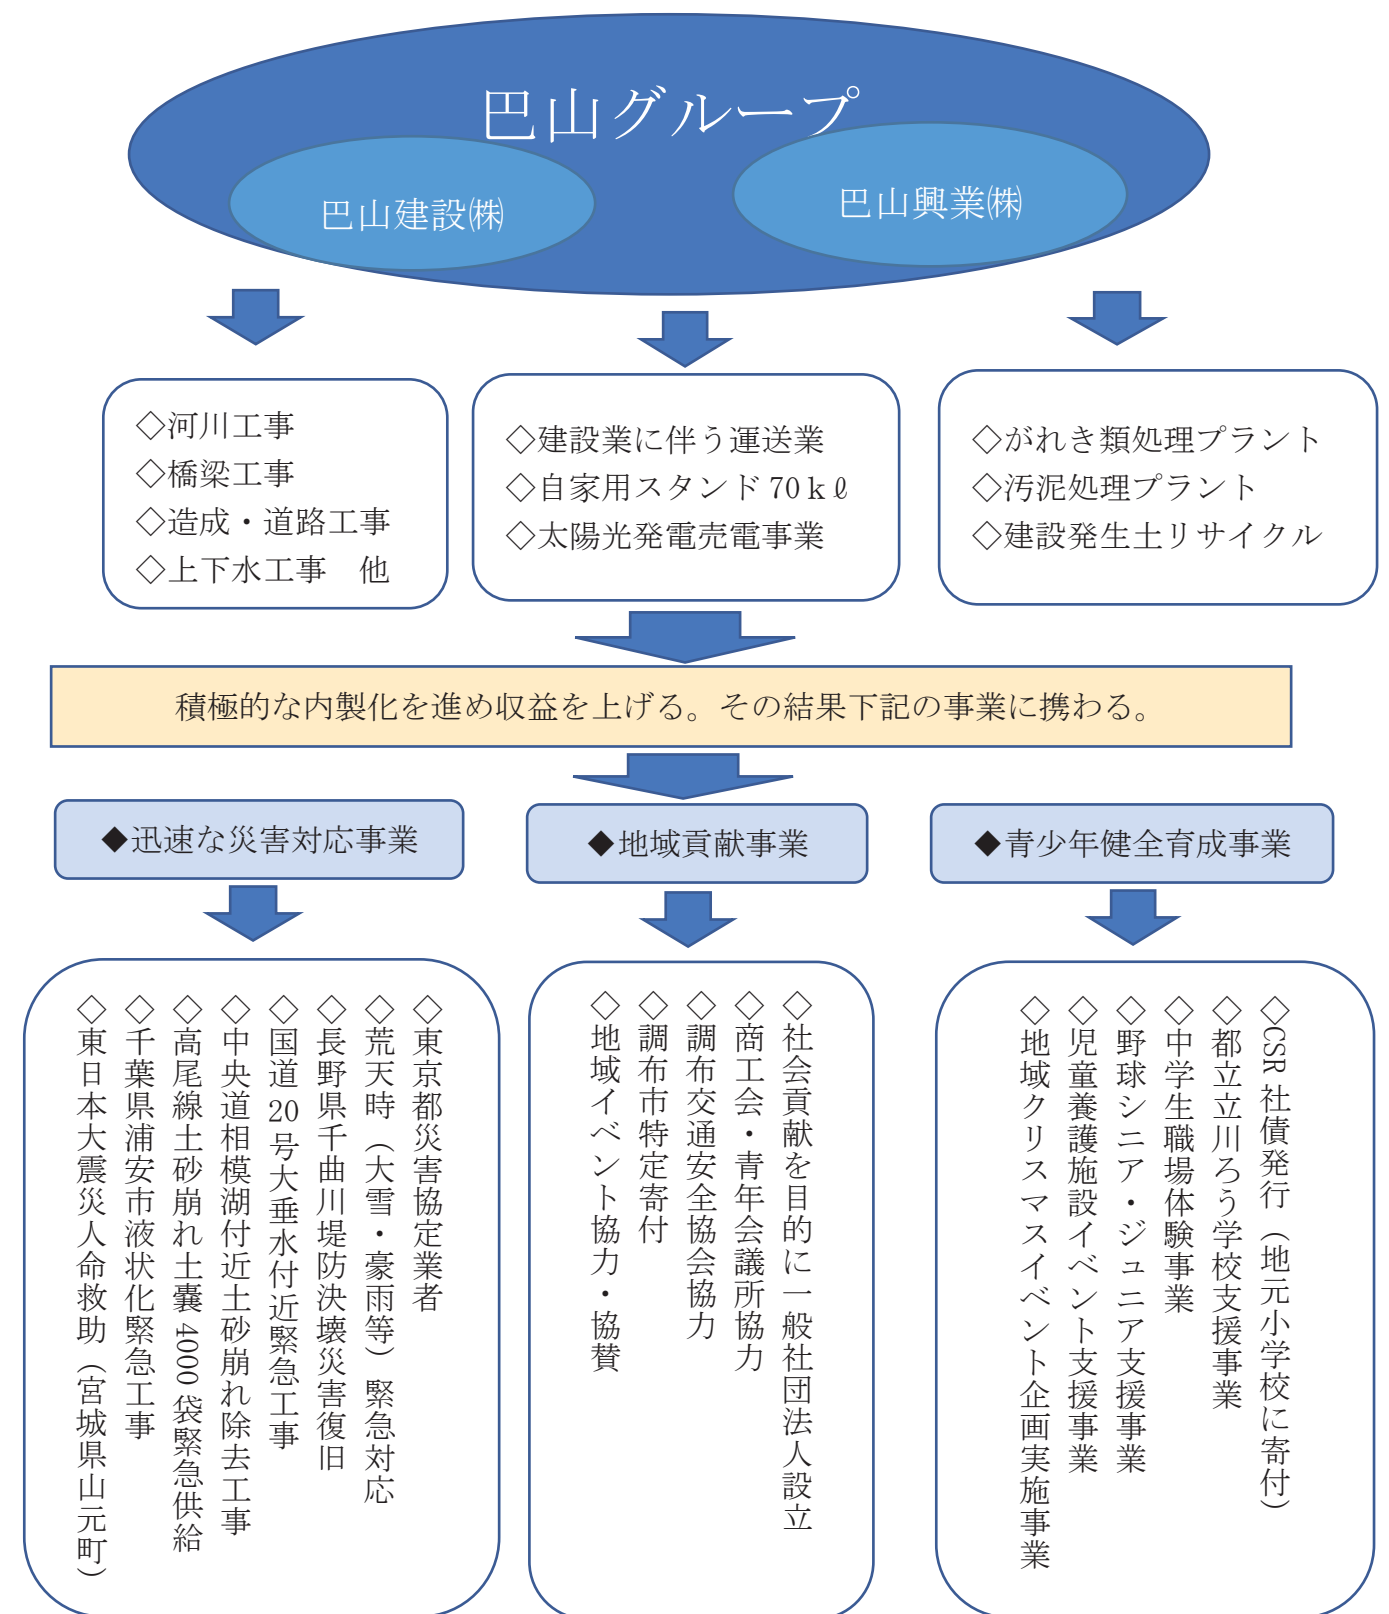 巴山グループ
巴山建設㈱
巴山興業㈱
◇河川工事
◇橋梁工事
◇造成・道路工事
◇上下水工事　他
◇建設業に伴う運送業
◇自家用スタンド 70ｋℓ
◇太陽光発電売電事業
◇がれき類処理プラント
◇汚泥処理プラント
◇建設発生土リサイクル
積極的な内製化を進め収益を上げる。その結果下記の事業に携わる。
◆迅速な災害対応事業
◆地域貢献事業
◆青少年健全育成事業
◇東京都災害協定業者
◇荒天時（大雪・豪雨等）緊急対応
◇長野県千曲川堤防決壊災害復旧
◇国道 20 号大垂水付近緊急工事
◇中央道相模湖付近土砂崩れ除去工事
◇高尾線土砂崩れ土嚢 4000 袋緊急供給
◇千葉県浦安市液状化緊急工事
◇東日本大震災人命救助（宮城県山元町）
◇社会貢献を目的に一般社団法人設立
◇商工会・青年会議所協力
◇調布交通安全協会協力
◇調布市特定寄付
◇地域イベント協力・協賛
◇CSR 社債発行（地元小学校に寄付）
◇都立立川ろう学校支援事業
◇中学生職場体験事業
◇野球シニア・ジュニア支援事業
◇児童養護施設イベント支援事業
◇地域クリスマスイベント企画実施事業